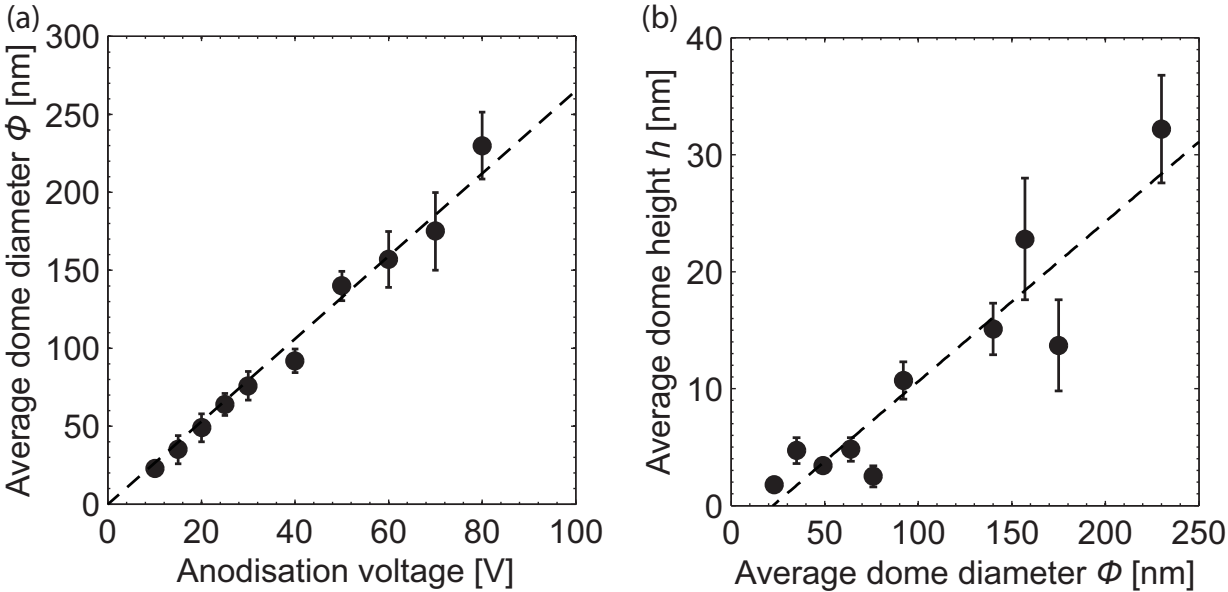 (a)
300
250
200
150
100
50
0
Average dome diameter Φ [nm]
0 20 40 60 80 100
Anodisation voltage [V]
(b)
40
30
20
10
0
Average dome height h [nm]
0 50 100 150 200 250
Average dome diameter Φ [nm]